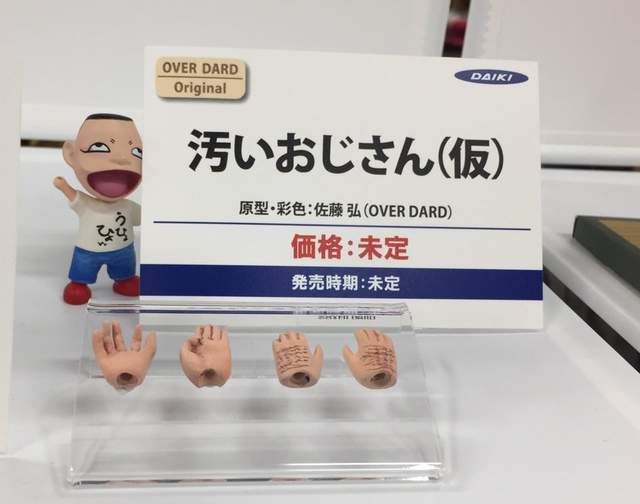 OVER DARD
Original
DAIKI
汚いおじさん(仮)
原型・彩色:佐藤 弘(OVER DARD)
価格:未定
発売時期:未定